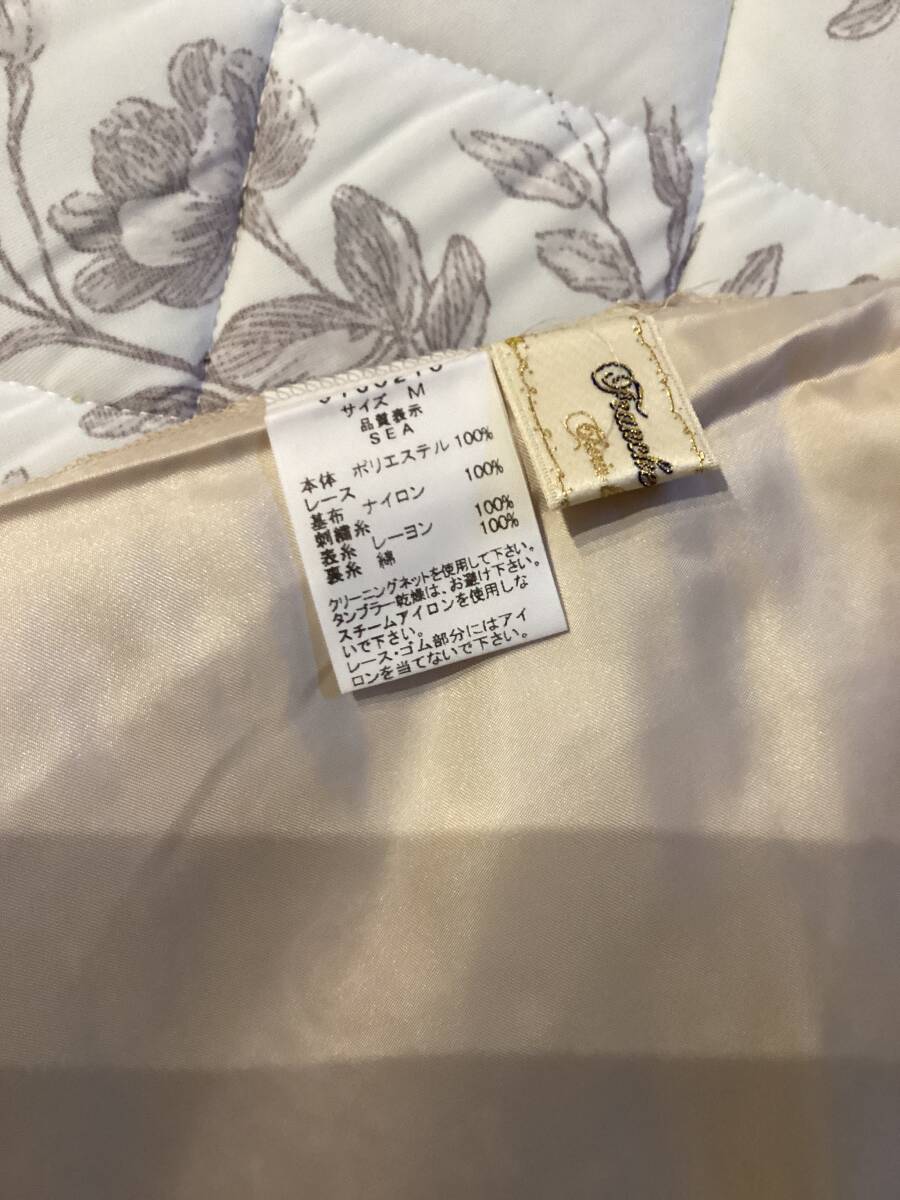 サイズ M
品質表示
SEA
本体 ポリエステル 100%
レース
基布 ナイロン 100%
刺繍糸
表糸 レーヨン 100%
裏糸 綿 100%
クリーニングネットを使用して下さい。
タンブラー乾燥は、お避け下さい。
スチームアイロンを使用しな
いで下さい。
レース・ゴム部分にはアイ
ロンを当てないで下さい。